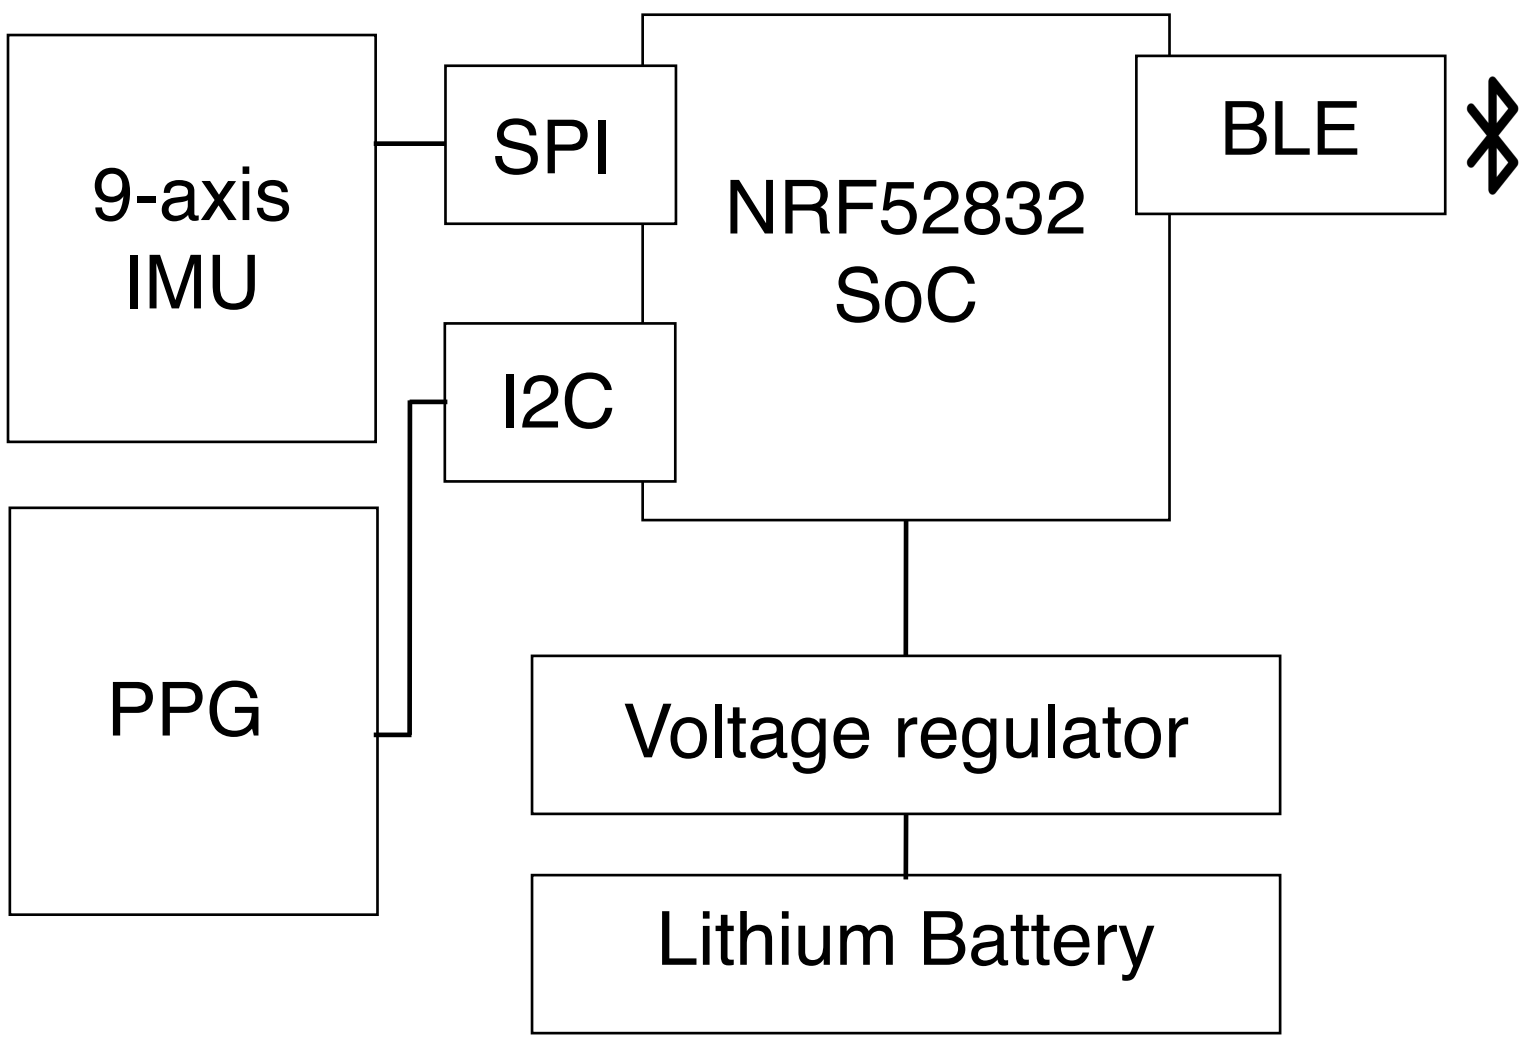 9-axis
IMU
SPI
NRF52832
SoC
BLE
I2C
PPG
Voltage regulator
Lithium Battery